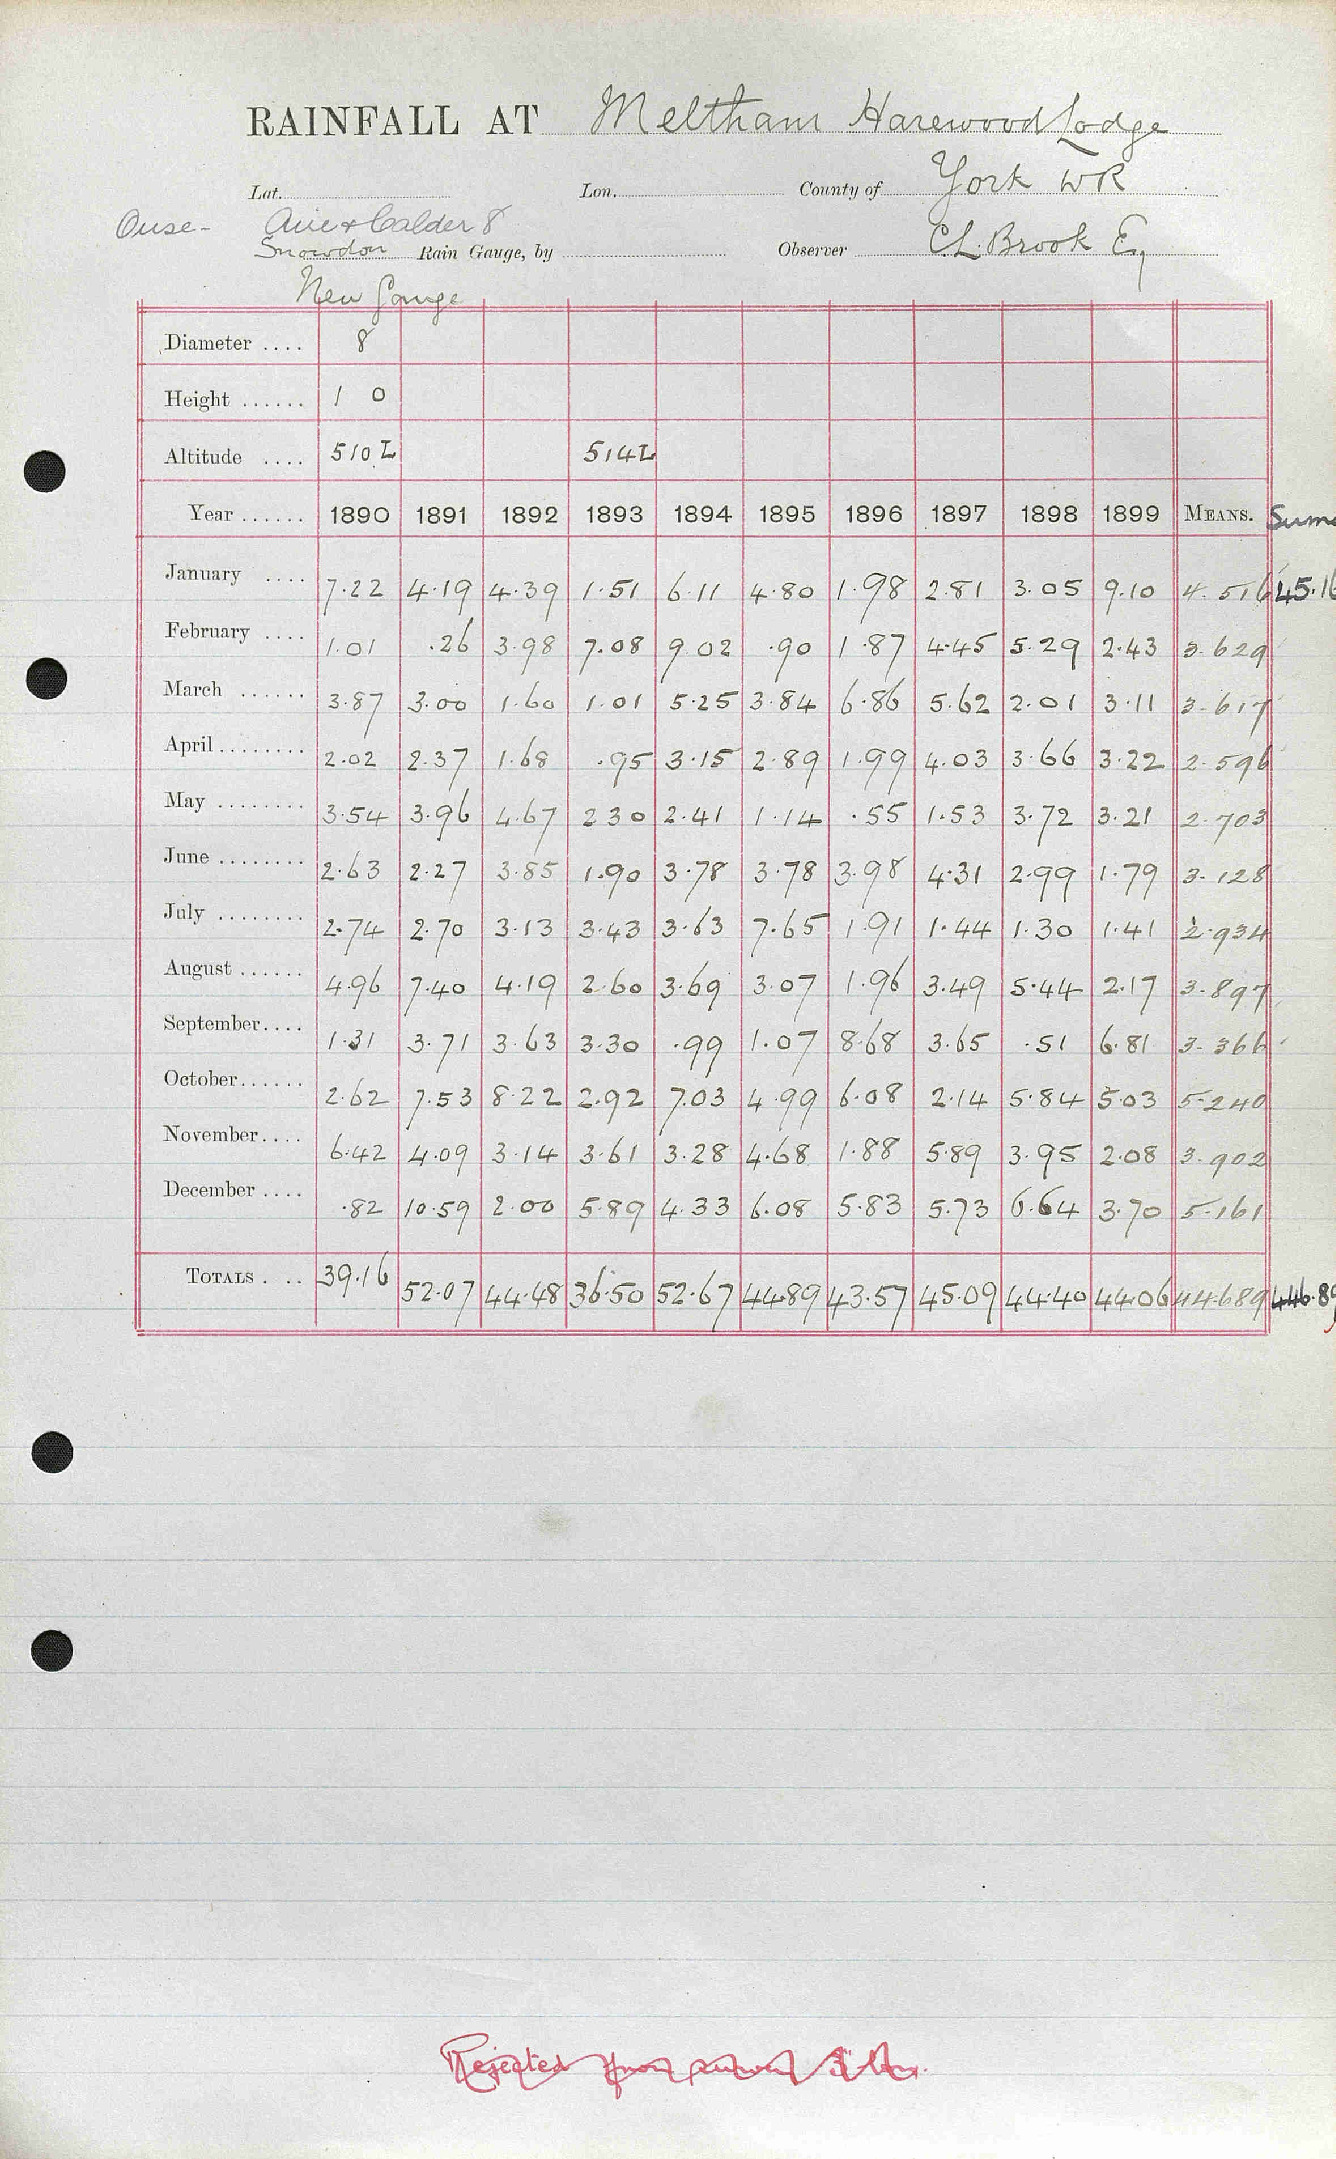 RAINFALL AT Meltham Harewood Lodge
Lat. Lon. County of York WR
Ouse- Aire & Calder 8
Snowdon Rain Gauge, by Observer CL. Brook Eq
New Gauge
Diameter .... 8
Height ...... 1 0
Altitude .... 510 L 514L
Year ...... 1890 1891 1892 1893 1894 1895 1896 1897 1898 1899 MEANS. Sums
January .... 7.22 4.19 4.39 1.51 6.11 4.80 1.98 2.81 3.05 9.10 4.516 45.16
February .... 1.01 .26 3.98 7.08 9.02 .90 1.87 4.45 5.29 2.43 3.629
March ...... 3.87 3.00 1.60 1.01 5.25 3.84 6.86 5.62 2.01 3.11 3.617
April ........ 2.02 2.37 1.68 .95 3.15 2.89 1.99 4.03 3.66 3.22 2.596
May ........ 3.54 3.96 4.67 2 30 2.41 1.14 .55 1.53 3.72 3.21 2.703
June ........ 2.63 2.27 3.85 1.90 3.78 3.78 3.98 4.31 2.99 1.79 3.128
July ........ 2.74 2.70 3.13 3.43 3.63 7.65 1.91 1.44 1.30 1.41 2.934
August ...... 4.96 7.40 4.19 2.60 3.69 3.07 1.96 3.49 5.44 2.17 3.897
September.... 1.31 3.71 3.63 3.30 .99 1.07 8.68 3.65 .51 6.81 3.366
October...... 2.62 7.53 8.22 2.92 7.03 4.99 6.08 2.14 5.84 5.03 5.240
November.... 6.42 4.09 3.14 3.61 3.28 4.68 1.88 5.89 3.95 2.08 3.902
December .... .82 10.59 2.00 5.89 4.33 6.08 5.83 5.73 6.64 3.70 5.161
TOTALS . .. 39.16 52.07 44.48 36.50 52.67 44.89 43.57 45.09 44.40 44.06 44.689 446.89
Rejected from